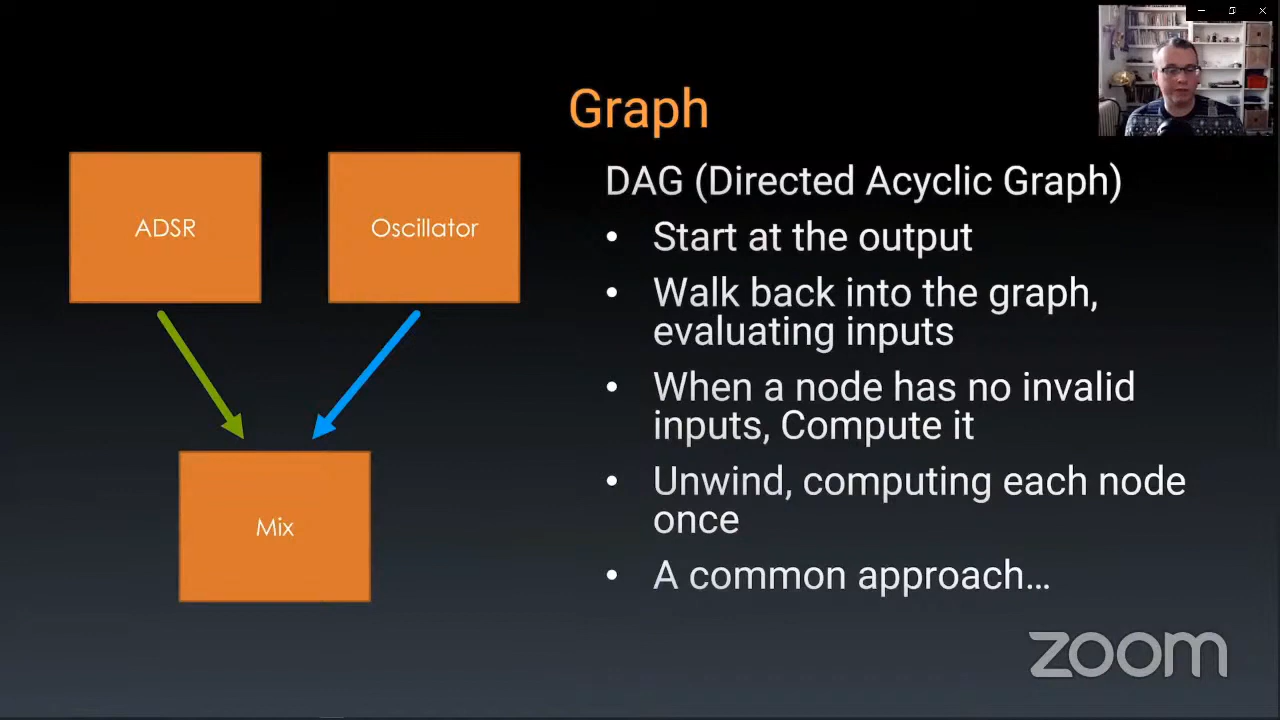 Graph
ADSR
Oscillator
Mix
DAG (Directed Acyclic Graph)
• Start at the output
• Walk back into the graph,
evaluating inputs
• When a node has no invalid
inputs, Compute it
• Unwind, computing each node
once
• A common approach…
zoom